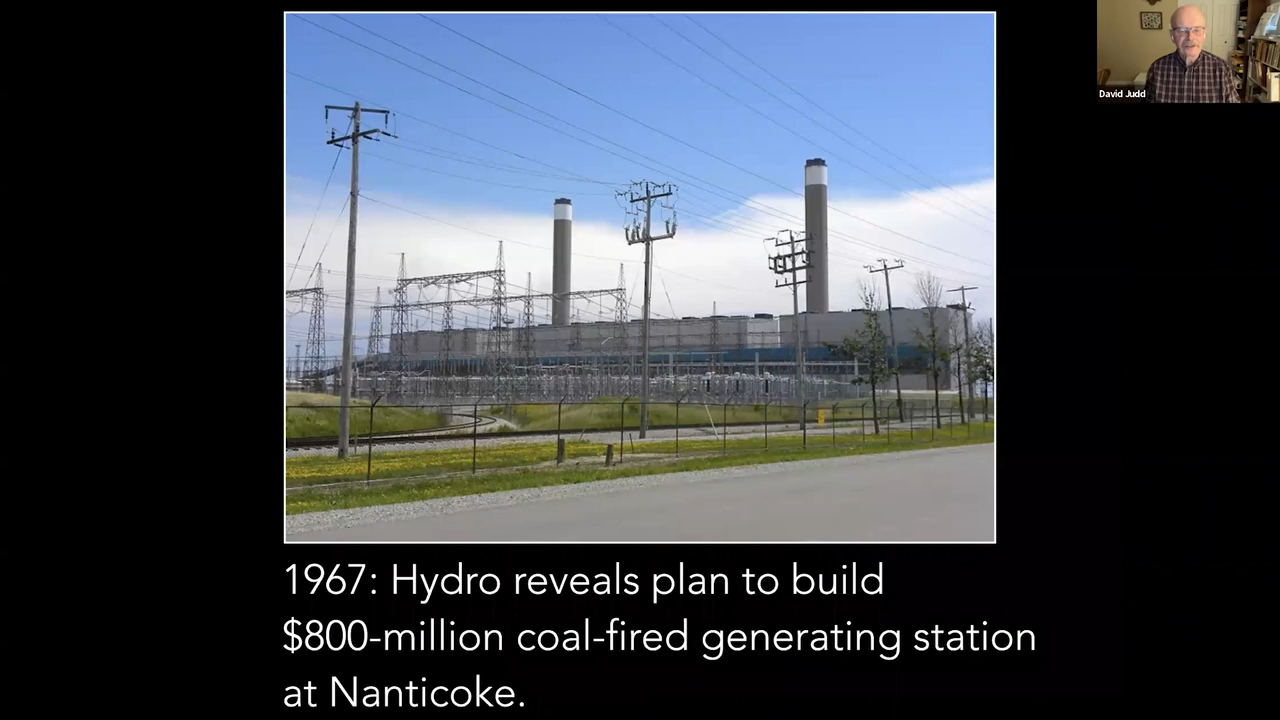 David Judd
1967: Hydro reveals plan to build
$800-million coal-fired generating station
at Nanticoke.